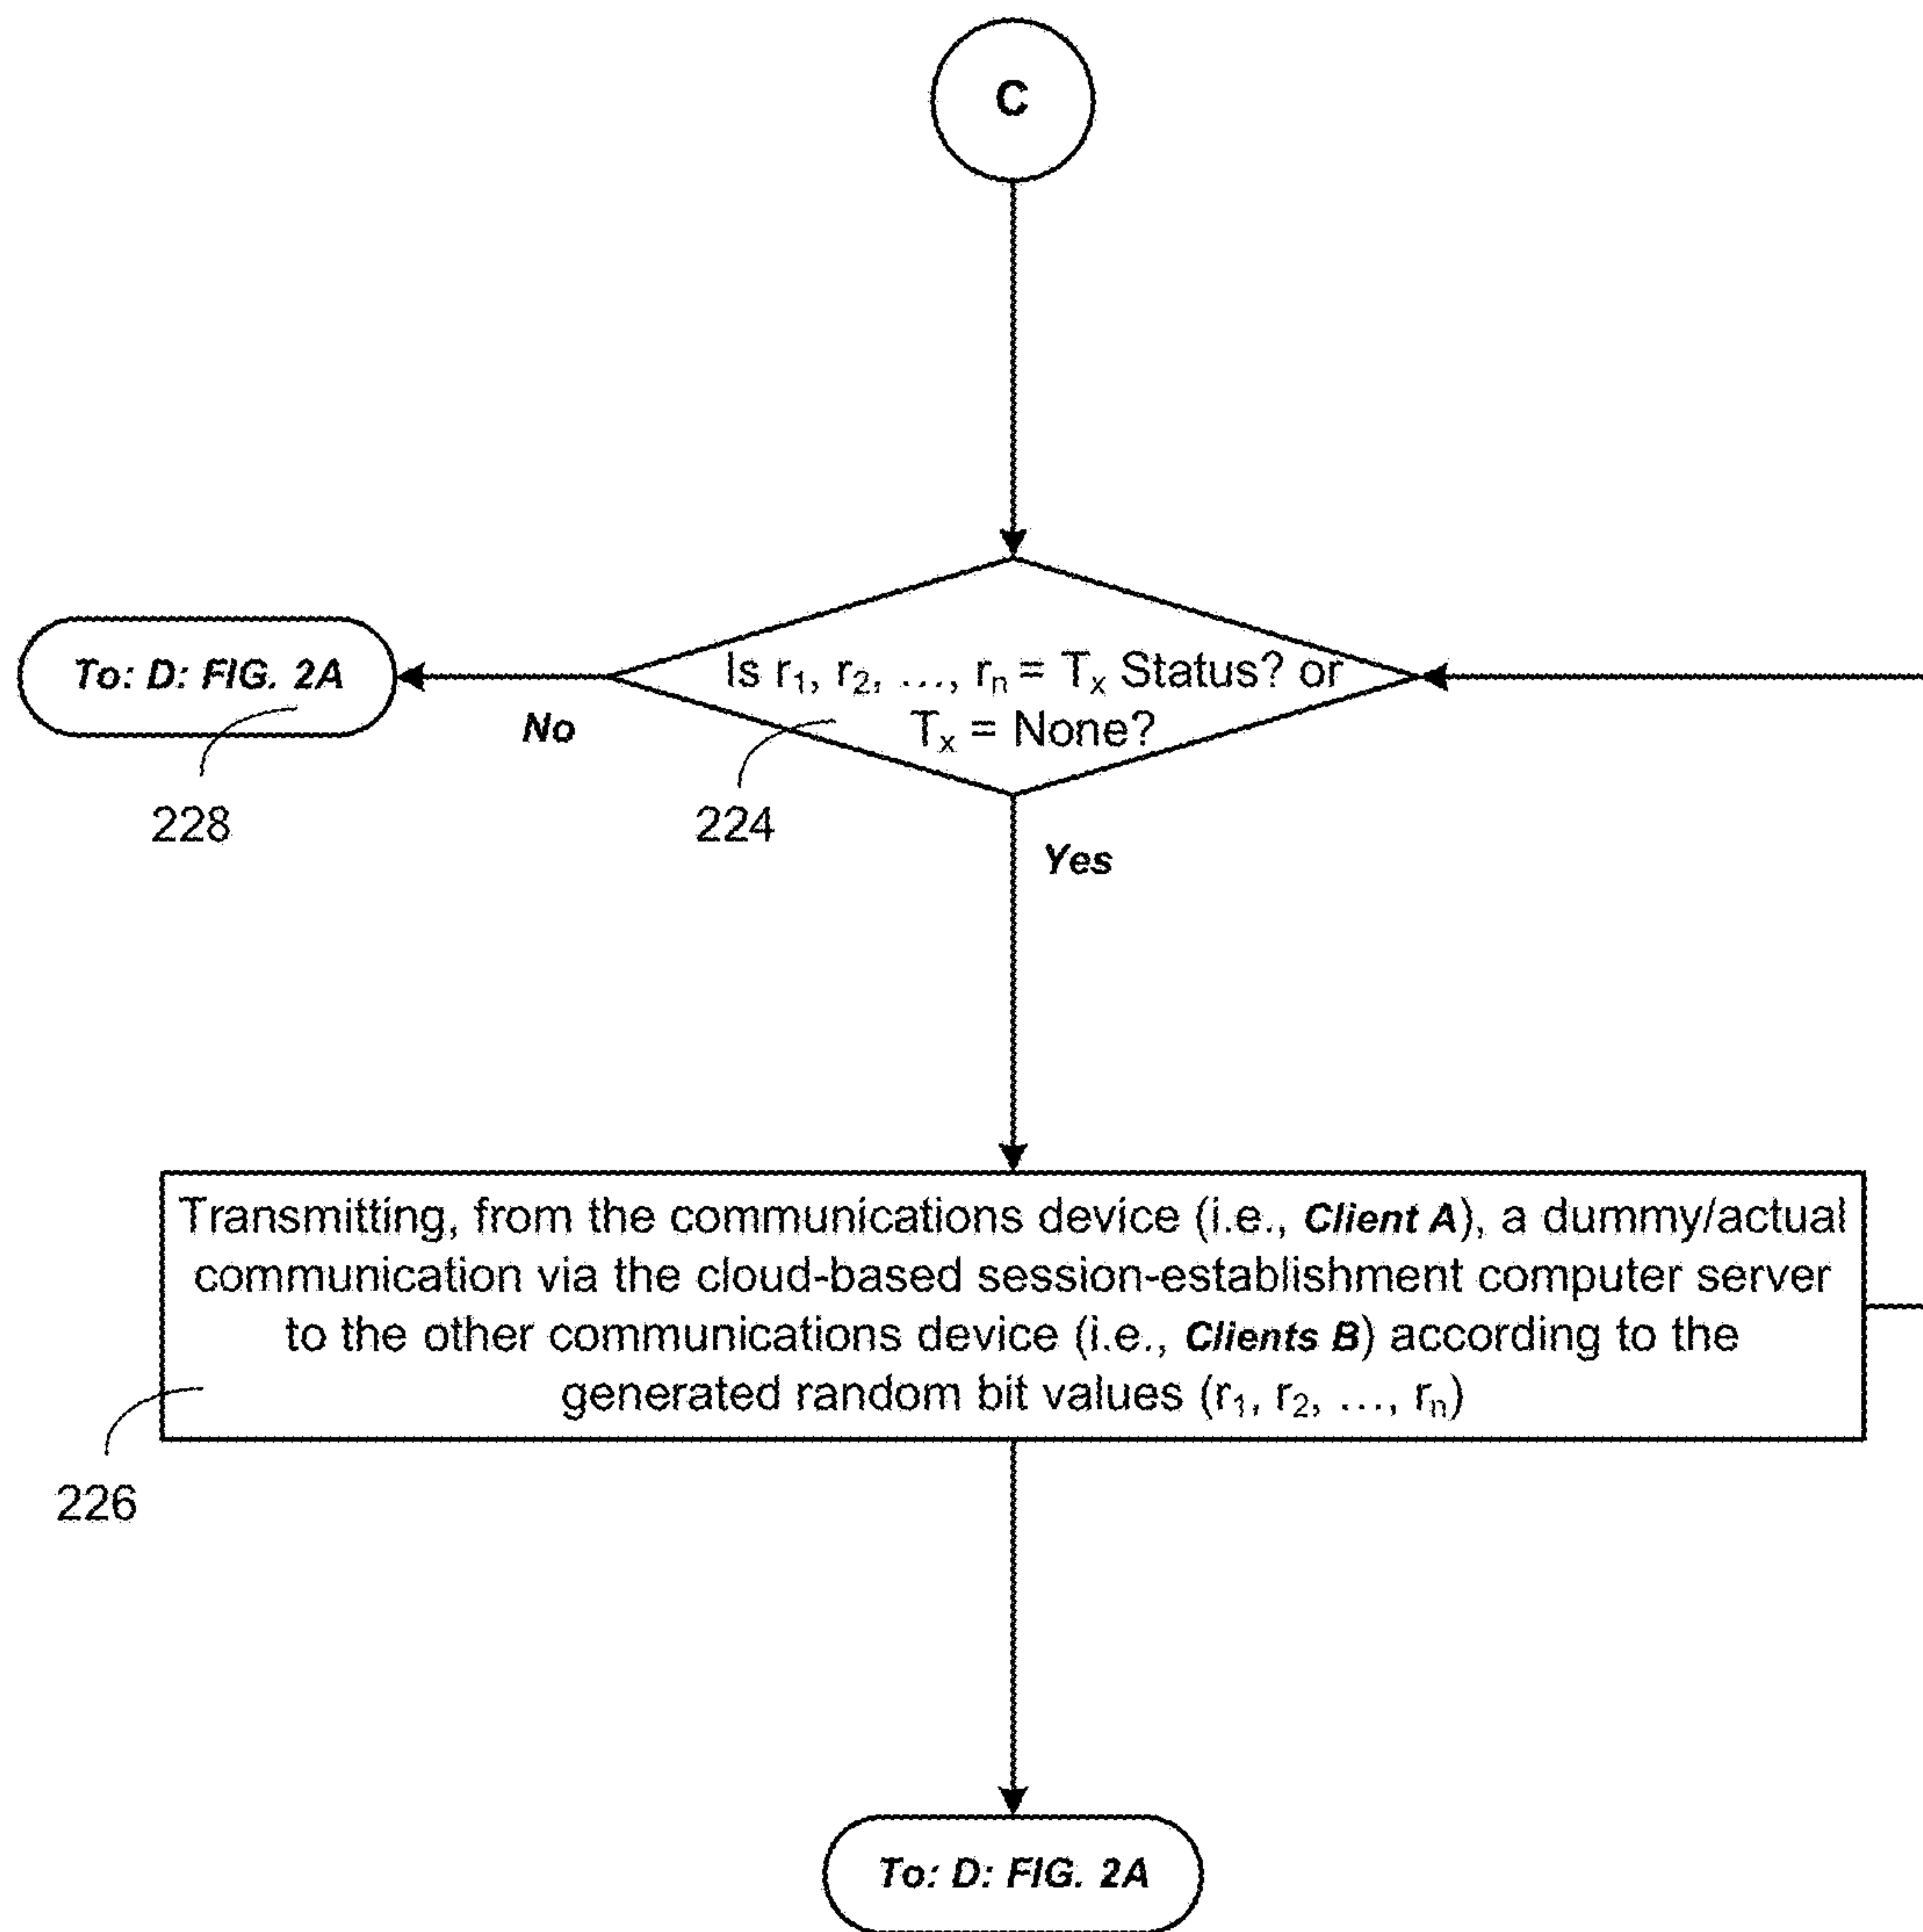 C
Is r₁, r₂, ..., rₙ = Tₓ Status? or
Tₓ = None?
To: D: FIG. 2A
No
228
224
Yes
Transmitting, from the communications device (i.e., Client A), a dummy/actual
communication via the cloud-based session-establishment computer server
to the other communications device (i.e., Clients B) according to the
generated random bit values (r₁, r₂, ..., rₙ)
226
To: D: FIG. 2A